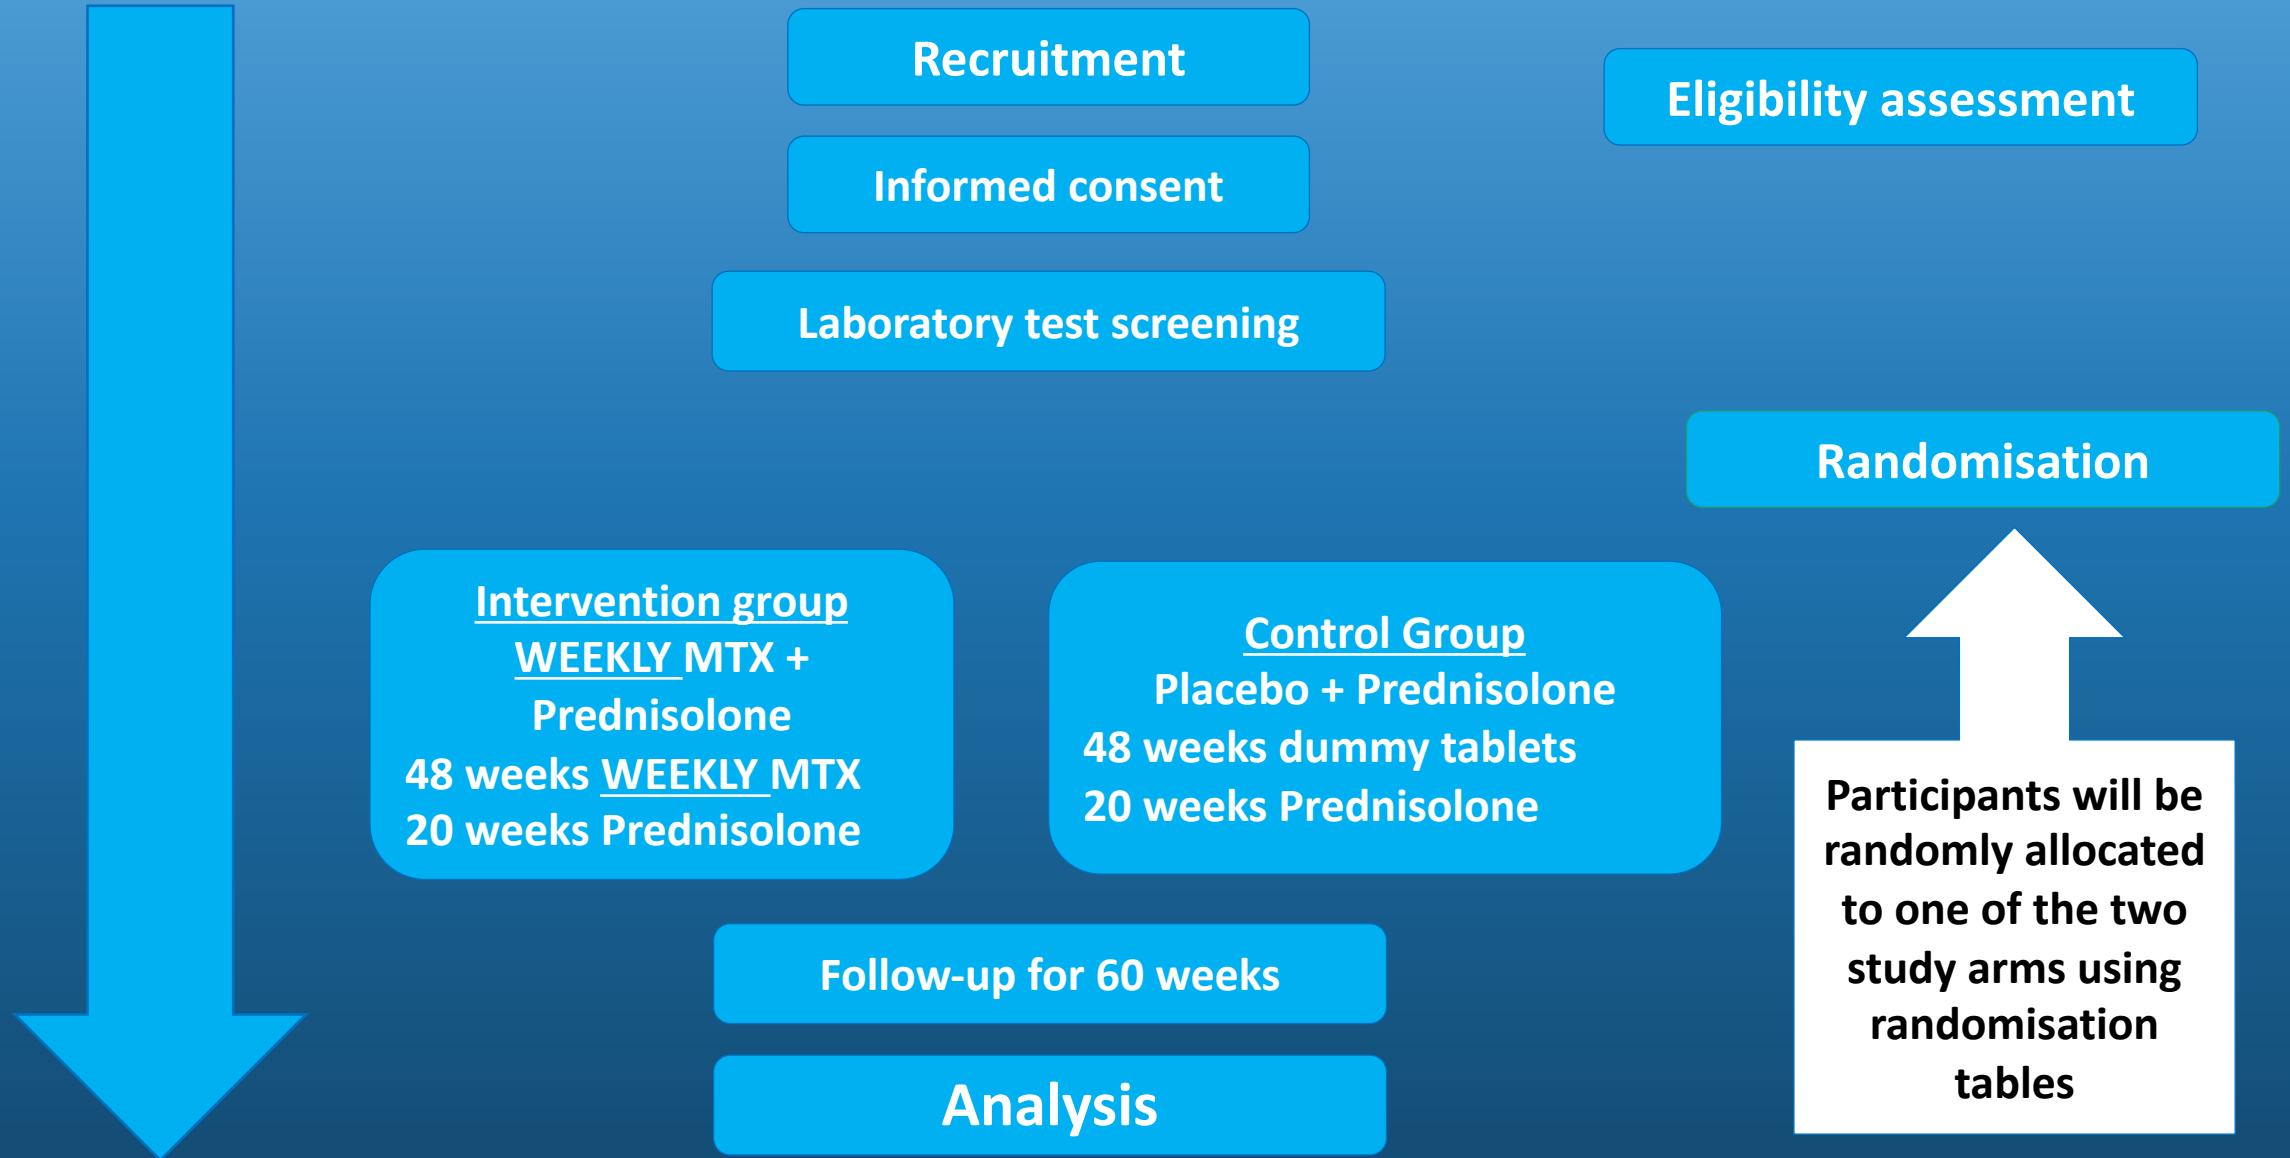 Recruitment
Eligibility assessment
Informed consent
Laboratory test screening
Randomisation
Intervention group
WEEKLY MTX +
Prednisolone
48 weeks WEEKLY MTX
20 weeks Prednisolone
Control Group
Placebo + Prednisolone
48 weeks dummy tablets
20 weeks Prednisolone
Participants will be
randomly allocated
to one of the two
study arms using
randomisation
tables
Follow-up for 60 weeks
Analysis